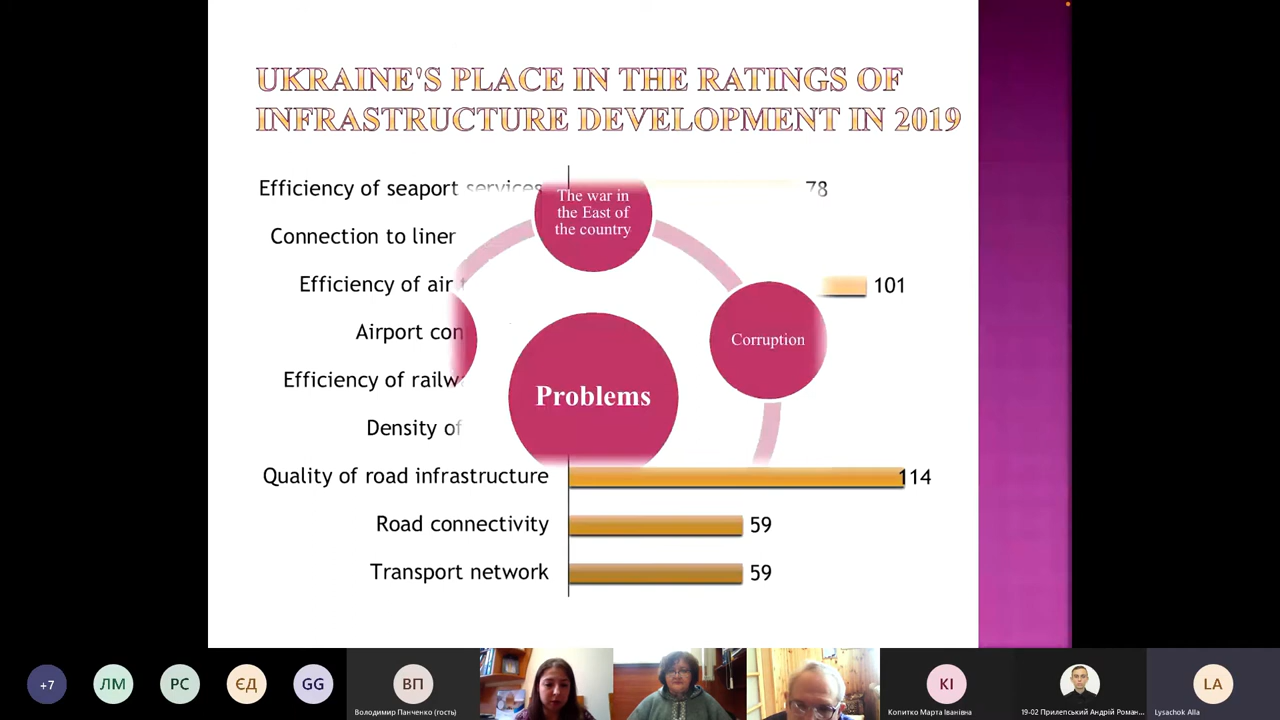 UKRAINE'S PLACE IN THE RATINGS OF
INFRASTRUCTURE DEVELOPMENT IN 2019
Efficiency of seaport services
78
The war in
the East of
the country
Connection to liner
Efficiency of air
101
Airport con
Corruption
Efficiency of railw
Problems
Density of
Quality of road infrastructure
114
Road connectivity
59
Transport network
59
+7
ЛМ
РС
ЄД
GG
ВП
Володимир Панченко (гость)
КІ
Копитко Марта Іванівна
19-02 Прилепський Андрій Роман...
LA
Lysachok Alla